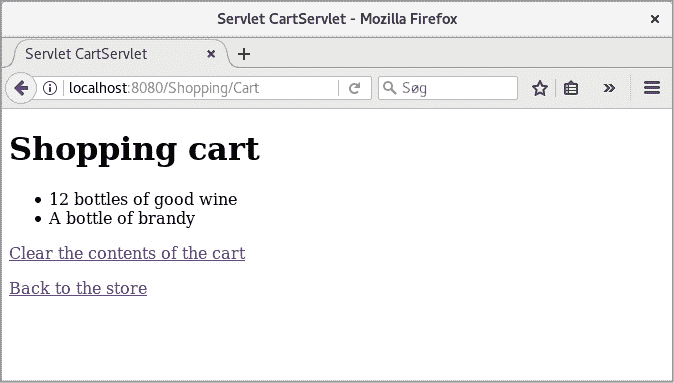 Servlet CartServlet - Mozilla Firefox
Servlet CartServlet
localhost:8080/Shopping/Cart
Søg
Shopping cart
12 bottles of good wine
A bottle of brandy
Clear the contents of the cart
Back to the store